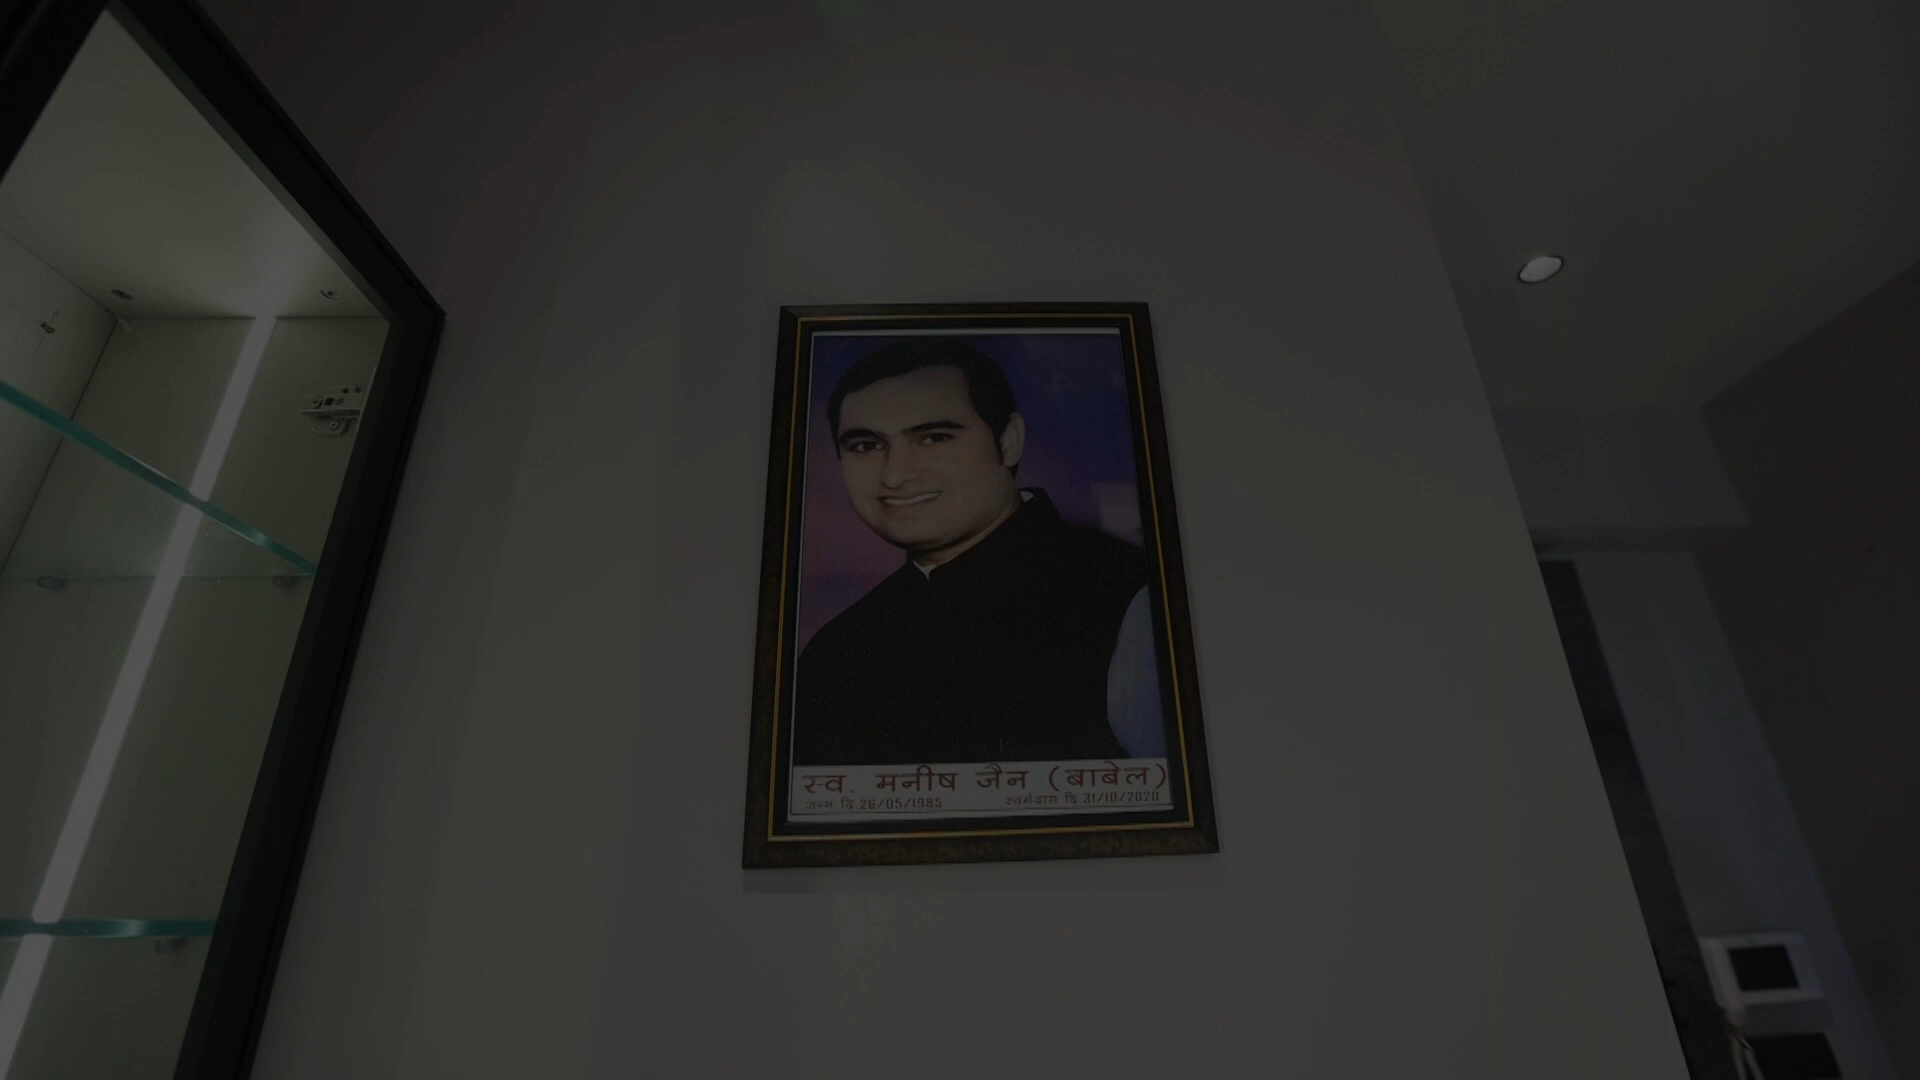 स्व. मनीष जैन (बाबेल)
जन्म दि 26/05/1985 स्वर्गवास दि 31/10/2020